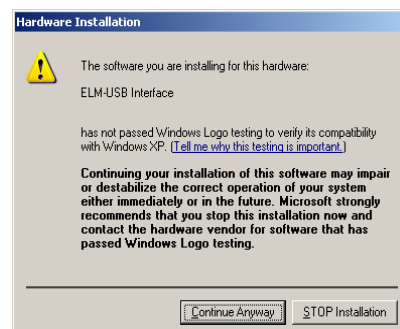 Hardware Installation
The software you are installing for this hardware:
ELM-USB Interface
has not passed Windows Logo testing to verify its compatibility
with Windows XP. (Tell me why this testing is important.)
Continuing your installation of this software may impair
or destabilize the correct operation of your system
either immediately or in the future. Microsoft strongly
recommends that you stop this installation now and
contact the hardware vendor for software that has
passed Windows Logo testing.
Continue Anyway
STOP Installation